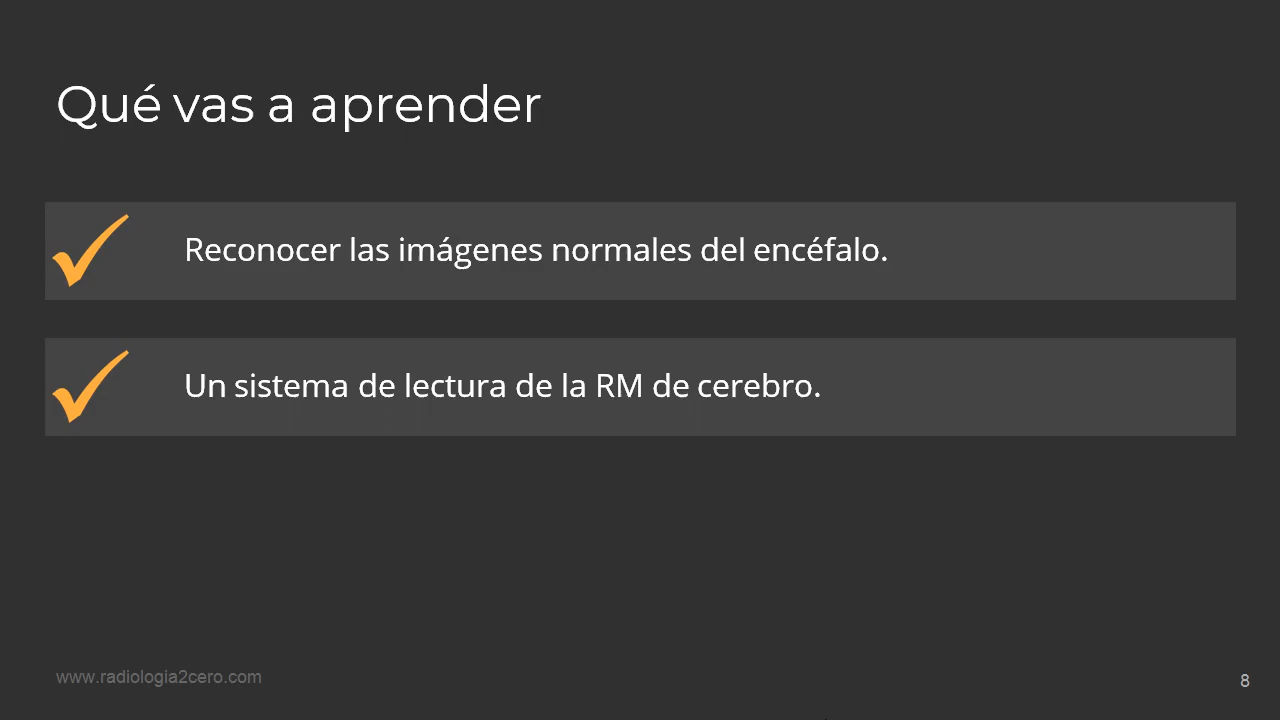 Qué vas a aprender
Reconocer las imágenes normales del encéfalo.
Un sistema de lectura de la RM de cerebro.
www.radiologia2cero.com
8